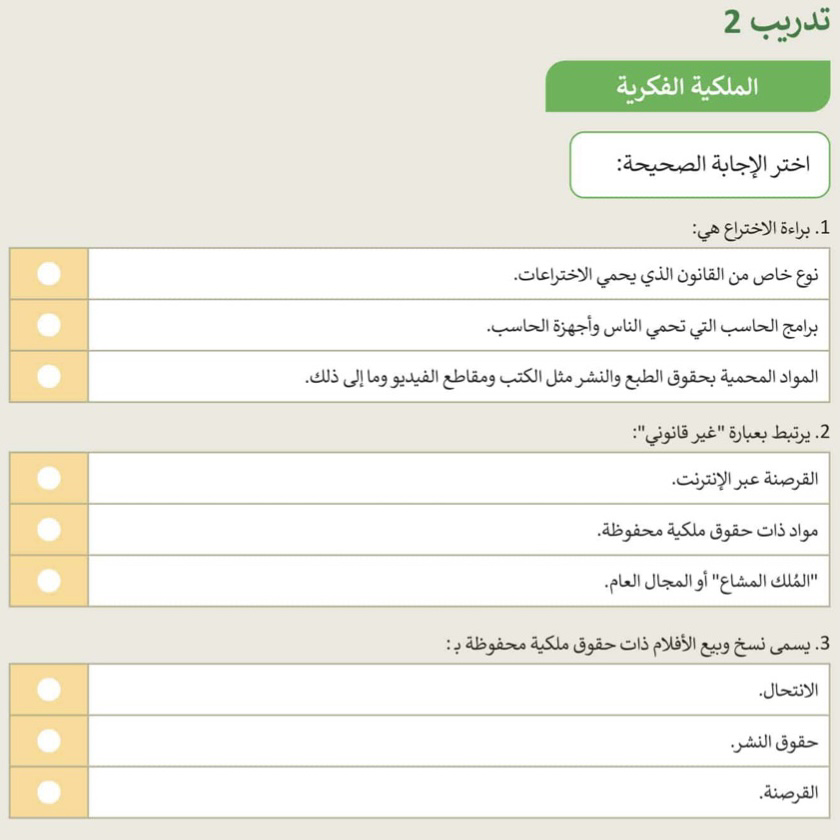 تدريب 2
الملكية الفكرية
اختر الإجابة الصحيحة:
1. براءة الاختراع هي:
نوع خاص من القانون الذي يحمي الاختراعات.
برامج الحاسب التي تحمي الناس وأجهزة الحاسب.
المواد المحمية بحقوق الطبع والنشر مثل الكتب ومقاطع الفيديو وما إلى ذلك.
2. يرتبط بعبارة "غير قانوني":
القرصنة عبر الإنترنت.
مواد ذات حقوق ملكية محفوظة.
"المُلك المشاع" أو المجال العام.
3. يسمى نسخ وبيع الأفلام ذات حقوق ملكية محفوظة بـ :
الانتحال.
حقوق النشر.
القرصنة.